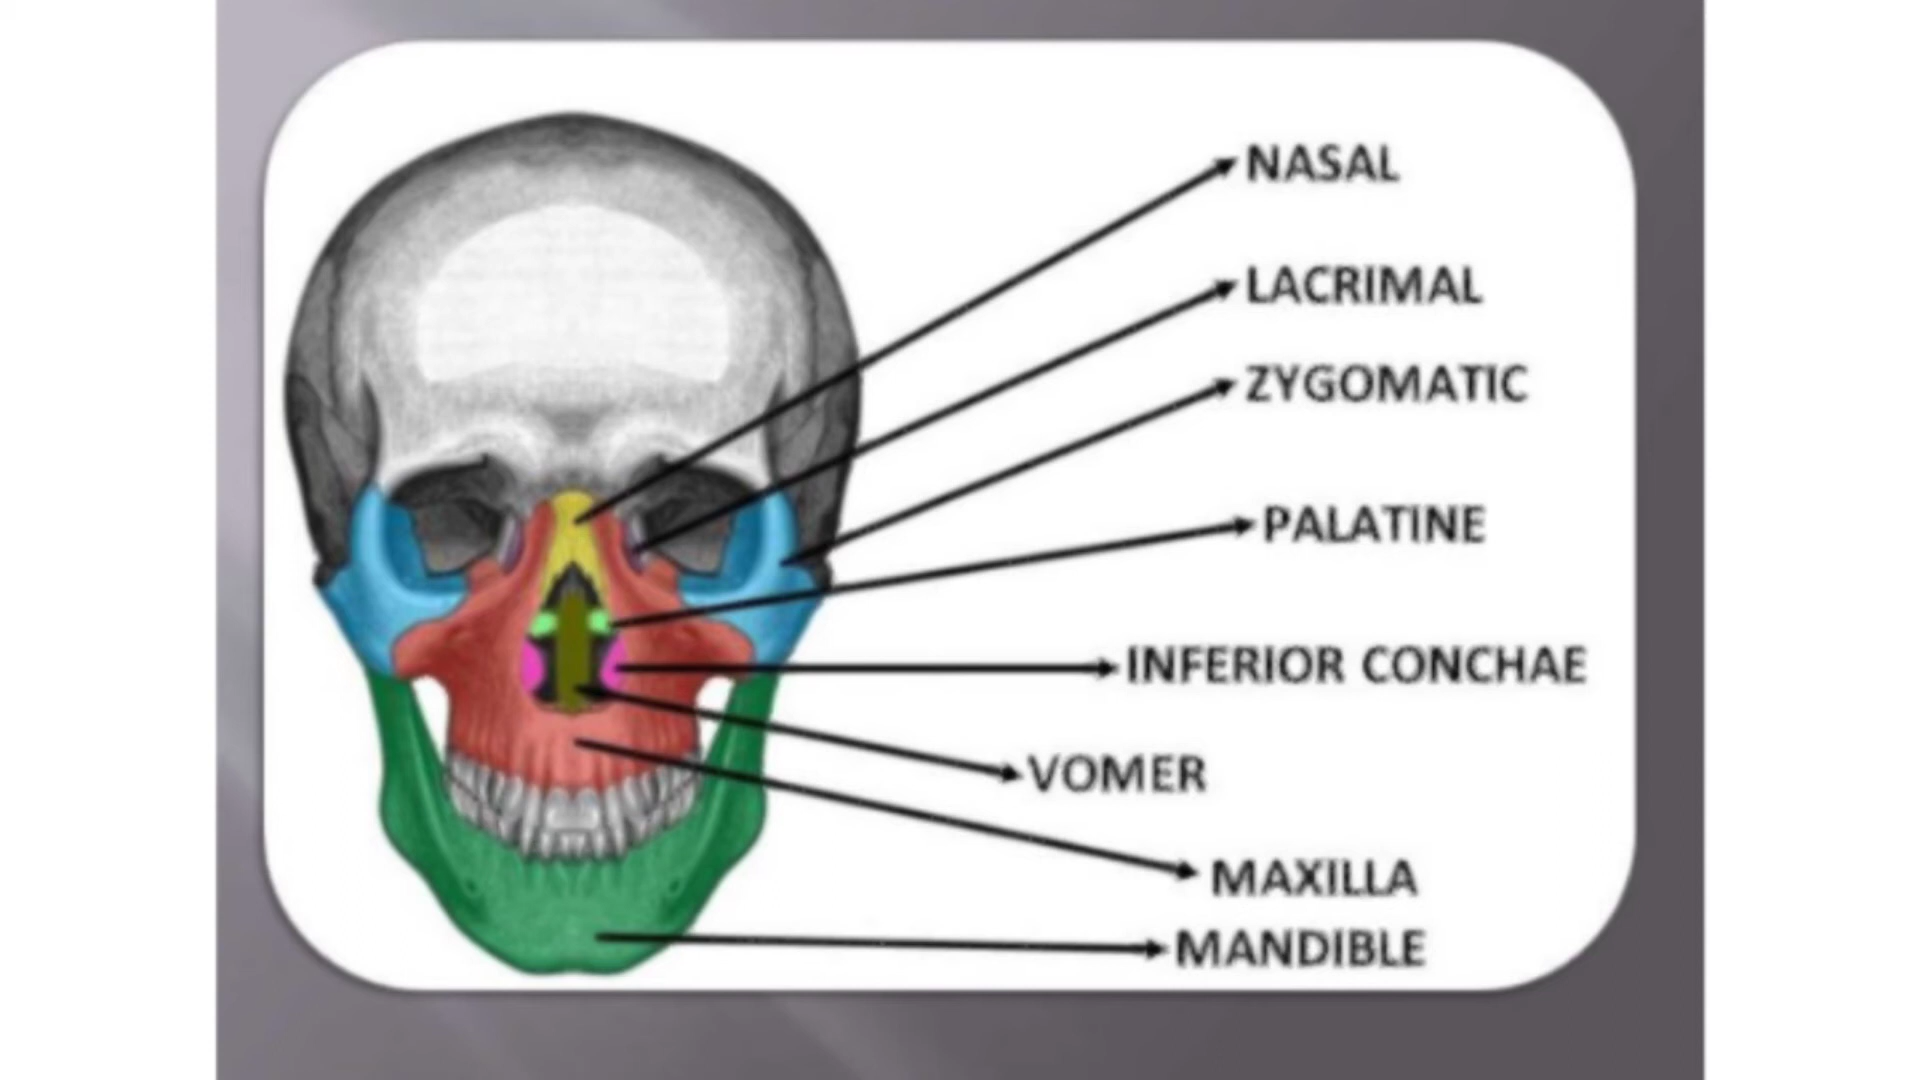 NASAL
LACRIMAL
ZYGOMATIC
PALATINE
INFERIOR CONCHAE
VOMER
MAXILLA
MANDIBLE